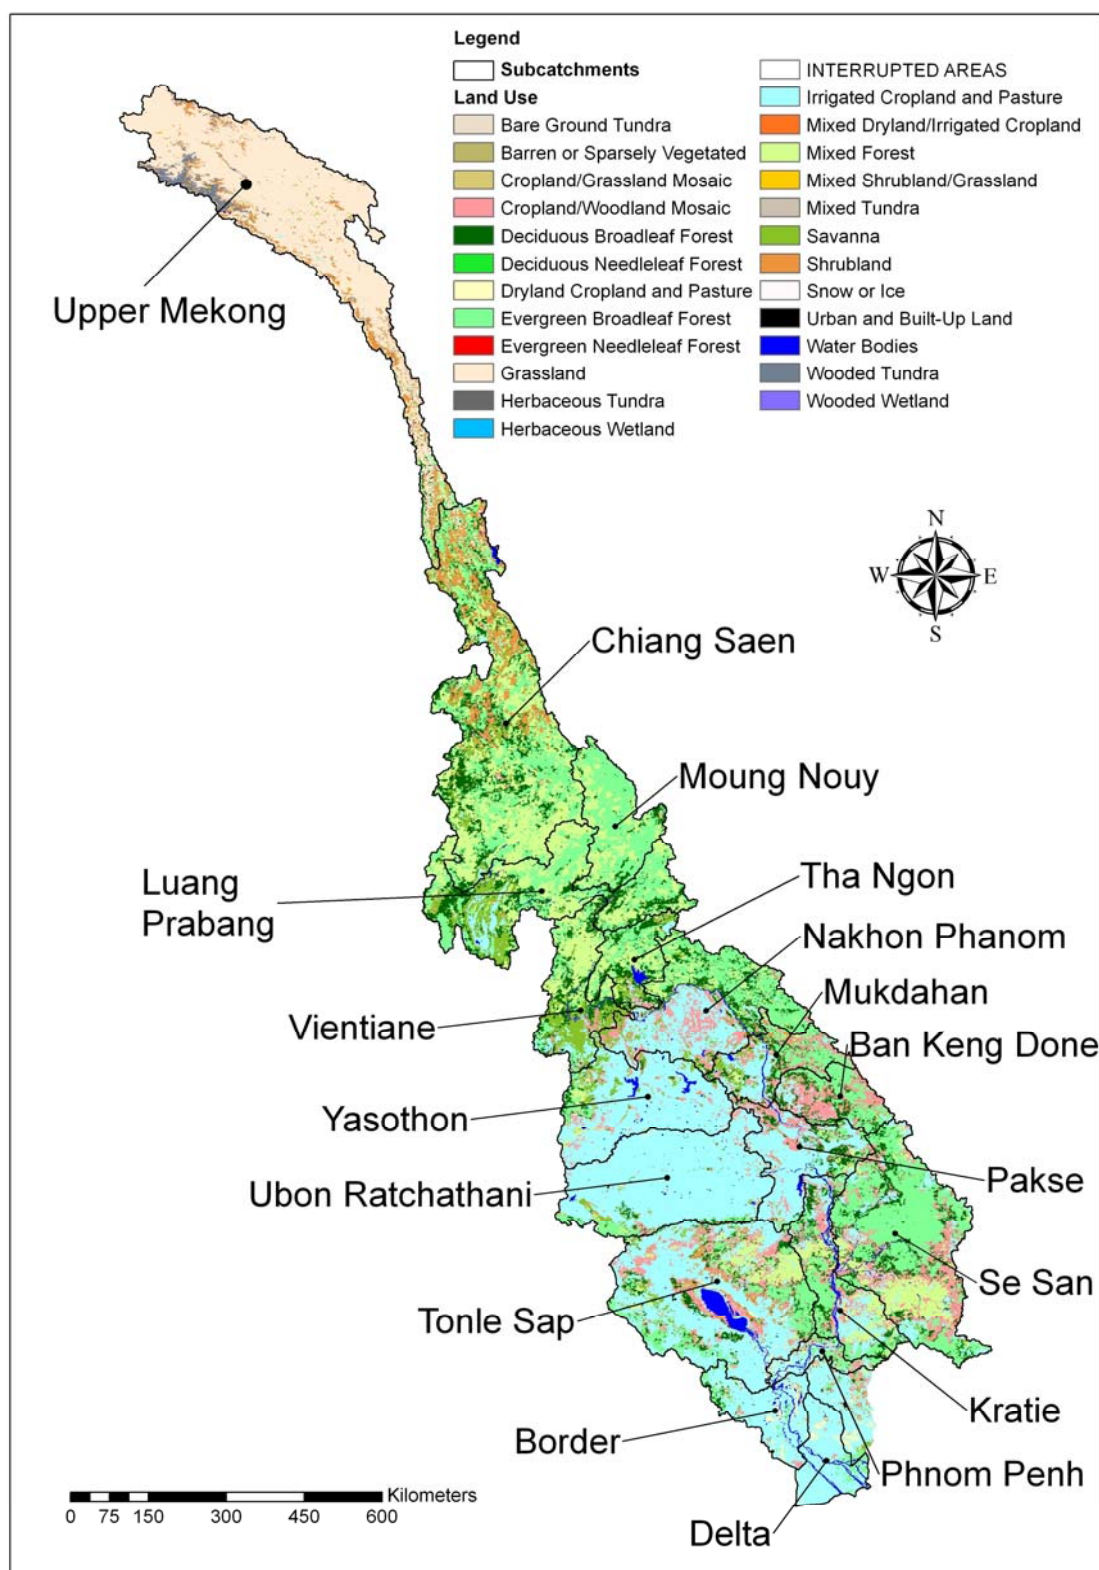 Legend
Subcatchments
Land Use
Bare Ground Tundra
Barren or Sparsely Vegetated
Cropland/Grassland Mosaic
Cropland/Woodland Mosaic
Deciduous Broadleaf Forest
Deciduous Needleleaf Forest
Dryland Cropland and Pasture
Evergreen Broadleaf Forest
Evergreen Needleleaf Forest
Grassland
Herbaceous Tundra
Herbaceous Wetland
INTERRUPTED AREAS
Irrigated Cropland and Pasture
Mixed Dryland/Irrigated Cropland
Mixed Forest
Mixed Shrubland/Grassland
Mixed Tundra
Savanna
Shrubland
Snow or Ice
Urban and Built-Up Land
Water Bodies
Wooded Tundra
Wooded Wetland
Upper Mekong
N
W E
S
Chiang Saen
Moung Nouy
Luang
Prabang
Tha Ngon
Nakhon Phanom
Mukdahan
Vientiane
Ban Keng Done
Yasothon
Ubon Ratchathani
Pakse
Se San
Tonle Sap
Kratie
Border
Phnom Penh
Delta
Kilometers
0 75 150 300 450 600